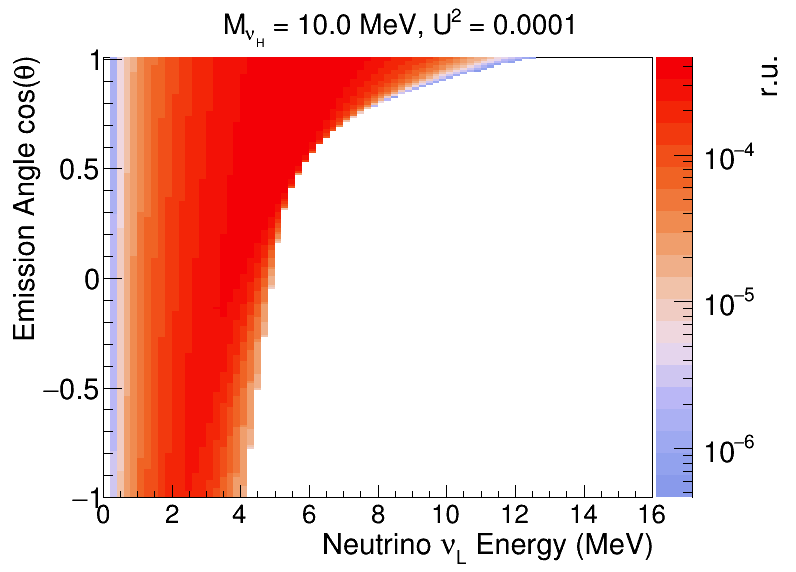 M_{ν_H} = 10.0 MeV, U² = 0.0001
Emission Angle cos(θ)
1
0.5
0
−0.5
−1
0 2 4 6 8 10 12 14 16
Neutrino ν_L Energy (MeV)
r.u.
10⁻⁴
10⁻⁵
10⁻⁶